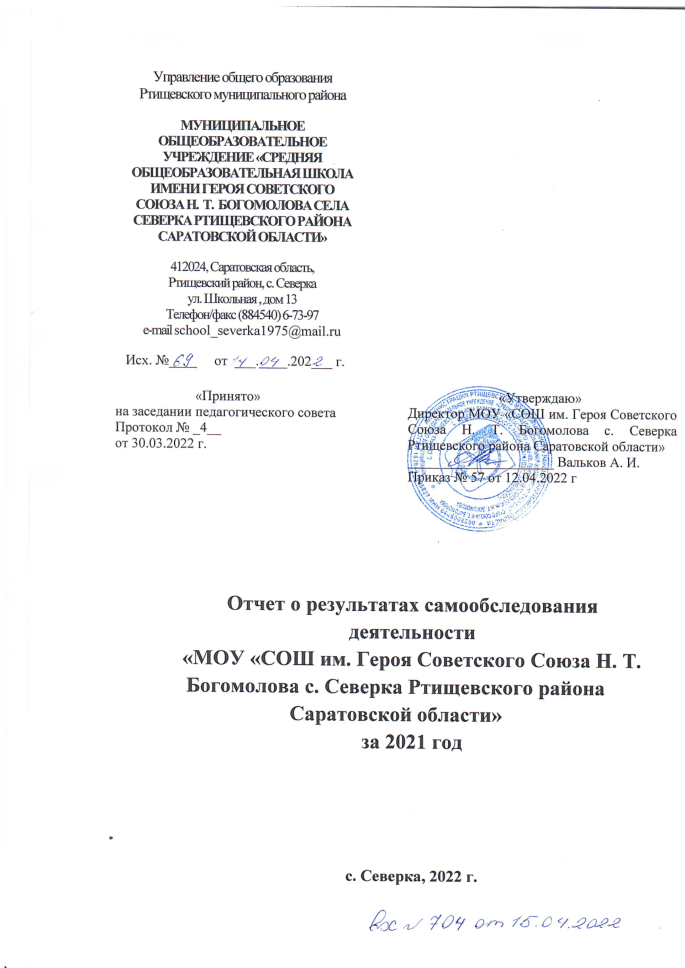 Управление общего образования
Ртищевского муниципального района
МУНИЦИПАЛЬНОЕ
ОБЩЕОБРАЗОВАТЕЛЬНОЕ
УЧРЕЖДЕНИЕ «СРЕДНЯЯ
ОБЩЕОБРАЗОВАТЕЛЬНАЯ ШКОЛА
ИМЕНИ ГЕРОЯ СОВЕТСКОГО
СОЮЗА Н. Т. БОГОМОЛОВА СЕЛА
СЕВЕРКА РТИЩЕВСКОГО РАЙОНА
САРАТОВСКОЙ ОБЛАСТИ»
412024, Саратовская область,
Ртищевский район, с. Северка
ул. Школьная , дом 13
Телефон/факс (884540) 6-73-97
e-mail school_severka1975@mail.ru
Исх. № 69 от 14.04.2022 г.
«Принято»
на заседании педагогического совета
Протокол № _4__
от 30.03.2022 г.
«Утверждаю»
Директор МОУ «СОШ им. Героя Советского
Союза Н. Т. Богомолова с. Северка
Ртищевского района Саратовской области»
Вальков А. И.
Приказ № 57 от 12.04.2022 г
Отчет о результатах самообследования
деятельности
«МОУ «СОШ им. Героя Советского Союза Н. Т.
Богомолова с. Северка Ртищевского района
Саратовской области»
за 2021 год
с. Северка, 2022 г.
вх N 704 от 15.04.2022